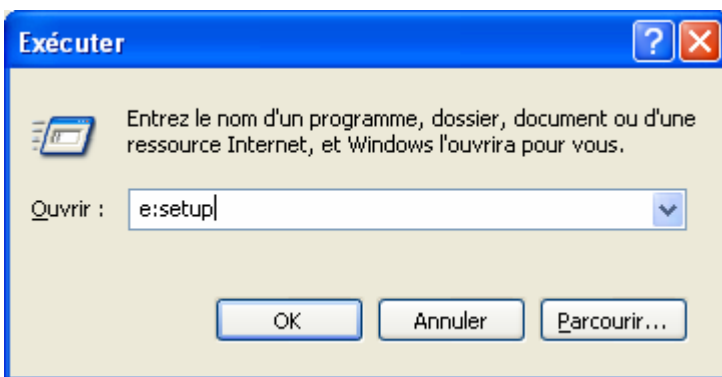 Exécuter
Entrez le nom d'un programme, dossier, document ou d'une
ressource Internet, et Windows l'ouvrira pour vous.
Ouvrir : e:setup
OK Annuler Parcourir...